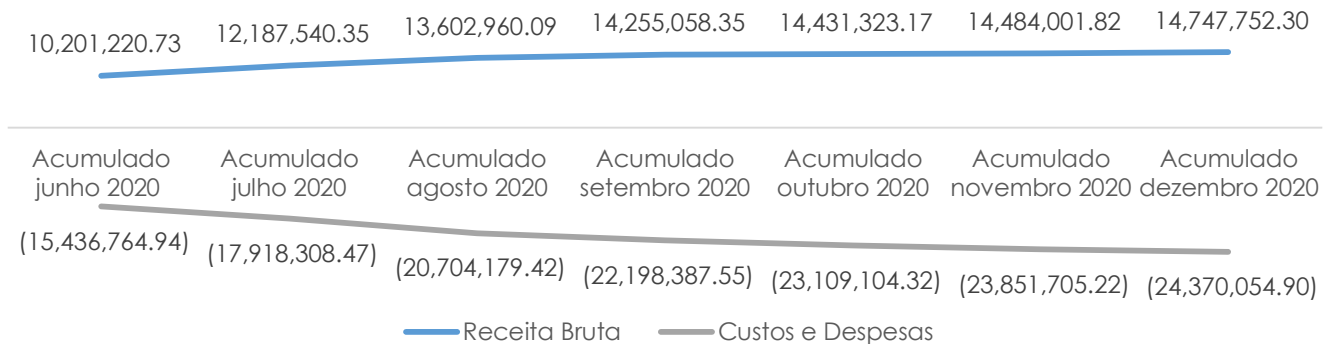 10,201,220.73 12,187,540.35 13,602,960.09 14,255,058.35 14,431,323.17 14,484,001.82 14,747,752.30
Acumulado Acumulado Acumulado Acumulado Acumulado Acumulado Acumulado
junho 2020 julho 2020 agosto 2020 setembro 2020 outubro 2020 novembro 2020 dezembro 2020
(15,436,764.94) (17,918,308.47) (20,704,179.42) (22,198,387.55) (23,109,104.32) (23,851,705.22) (24,370,054.90)
Receita Bruta Custos e Despesas